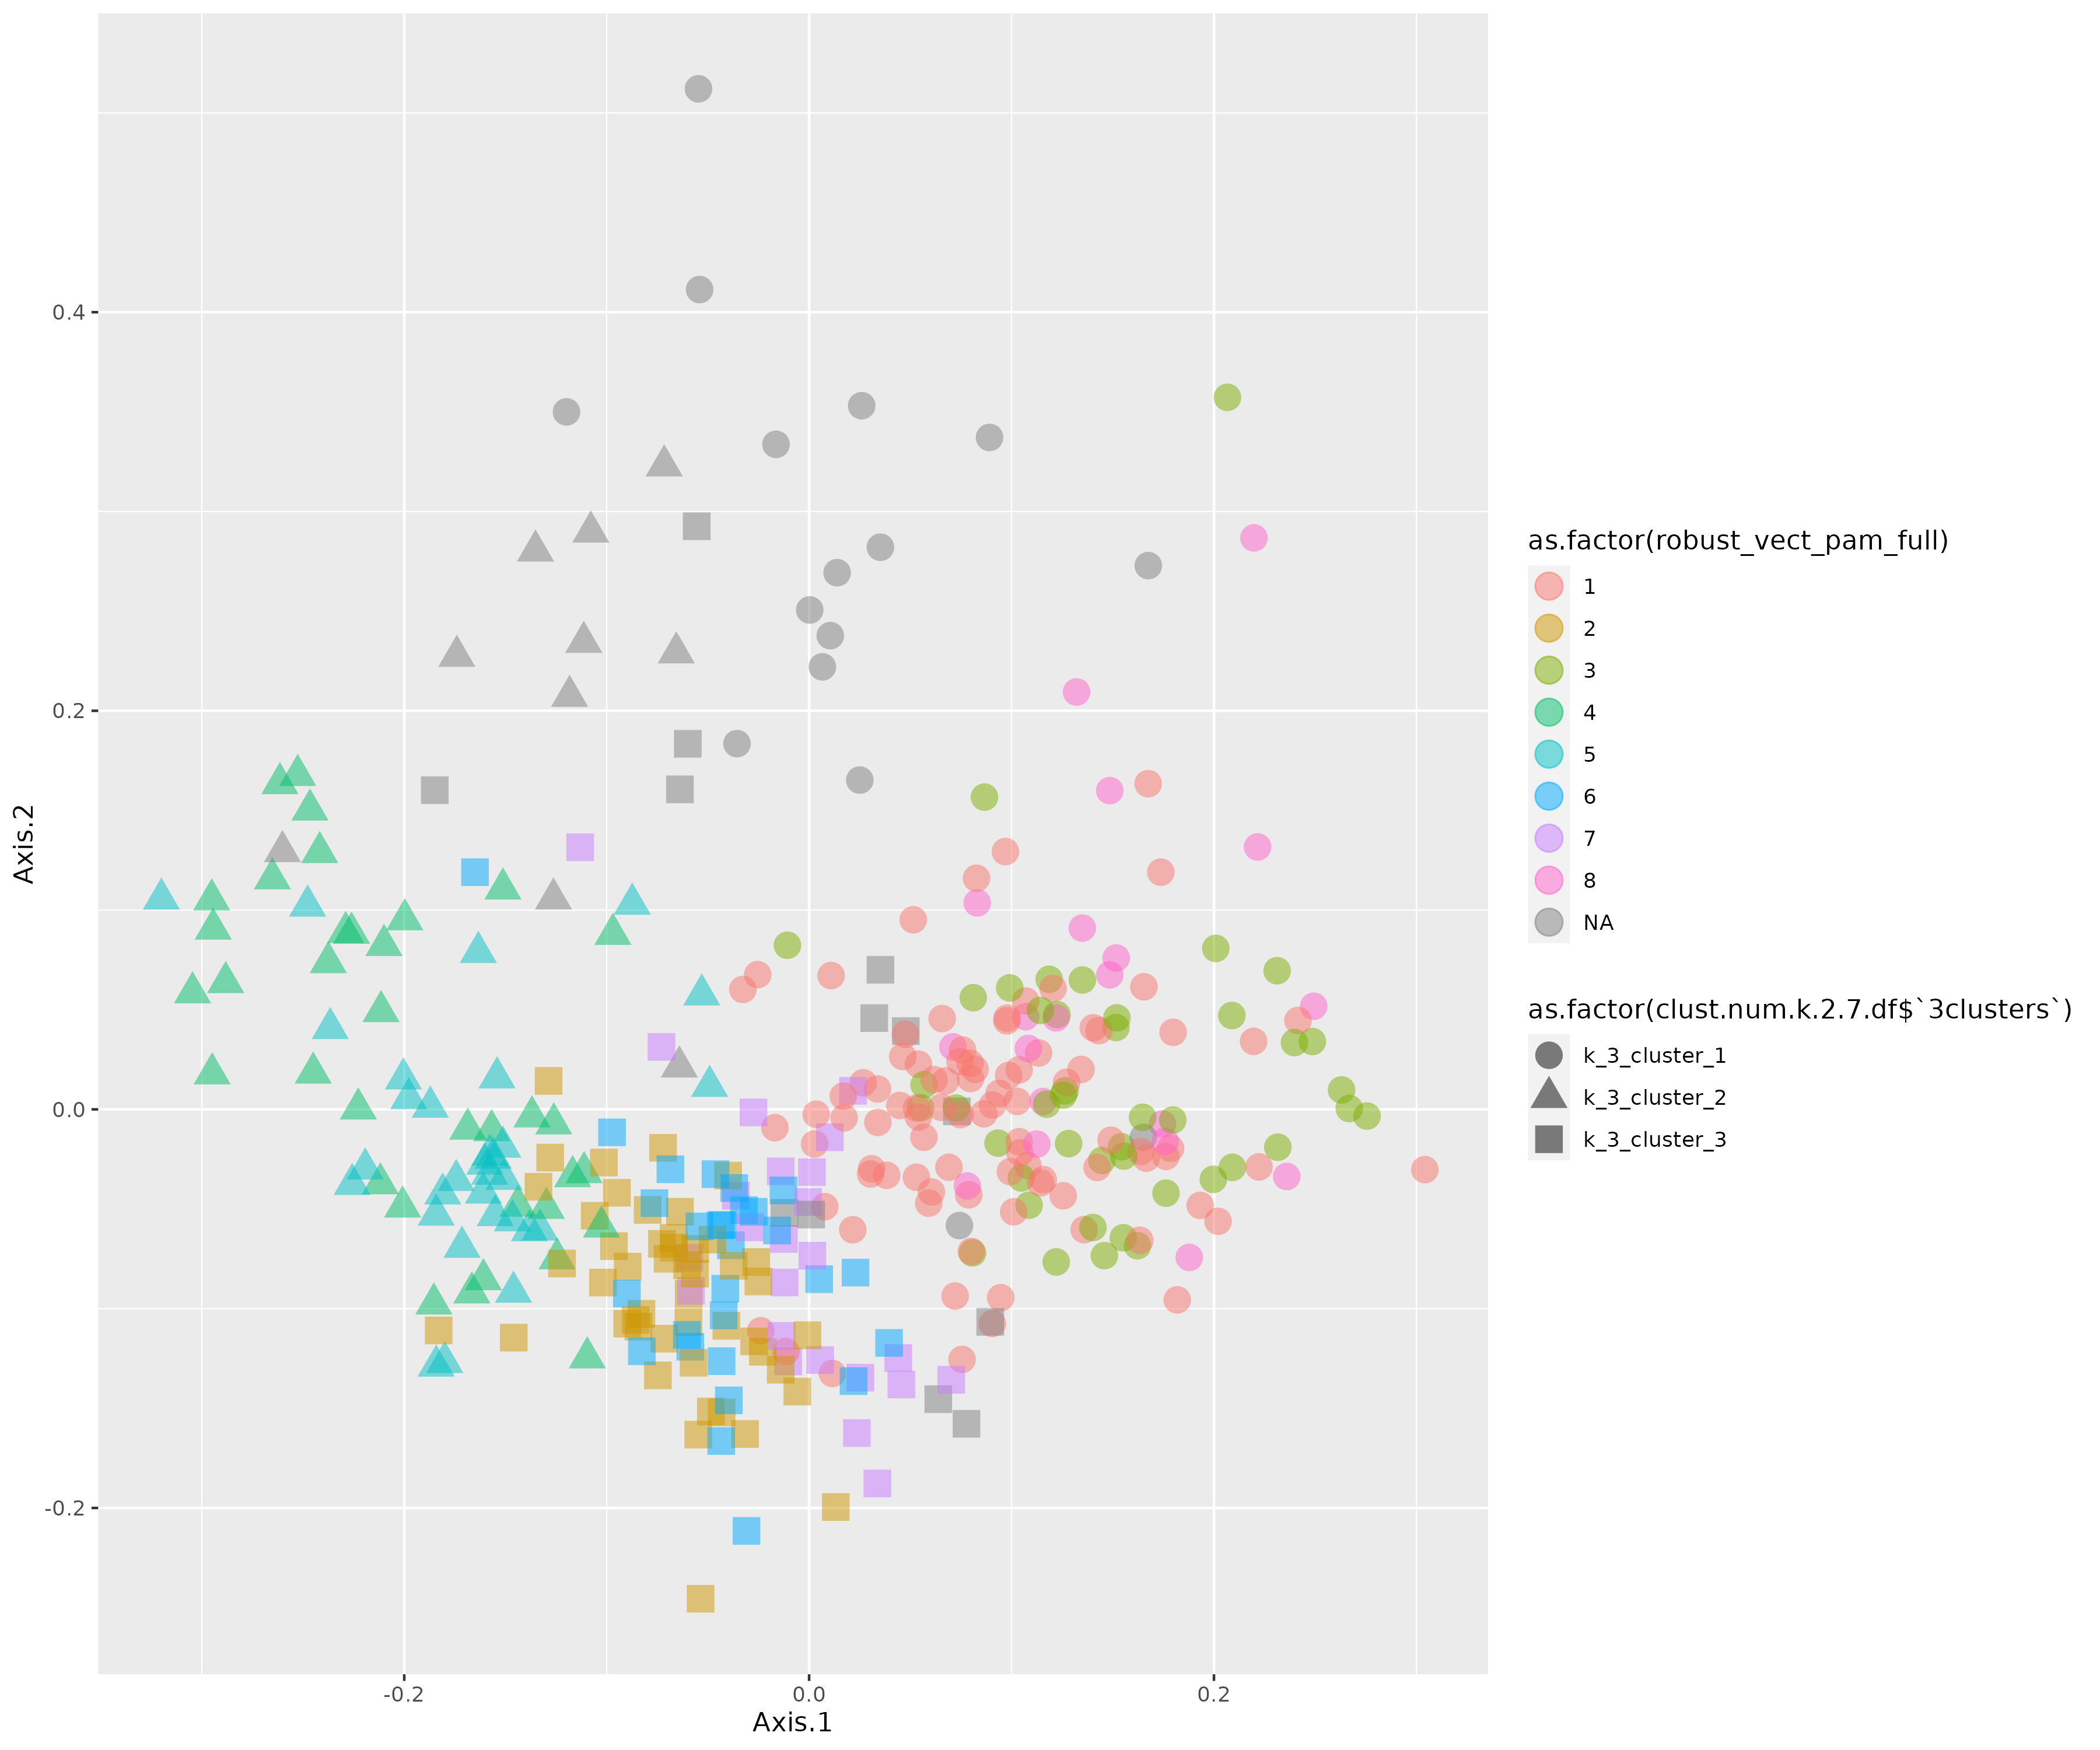 0.4
0.2
0.0
-0.2
Axis.2
-0.2
0.0
0.2
Axis.1
as.factor(robust_vect_pam_full)
1
2
3
4
5
6
7
8
NA
as.factor(clust.num.k.2.7.df$`3clusters`)
k_3_cluster_1
k_3_cluster_2
k_3_cluster_3